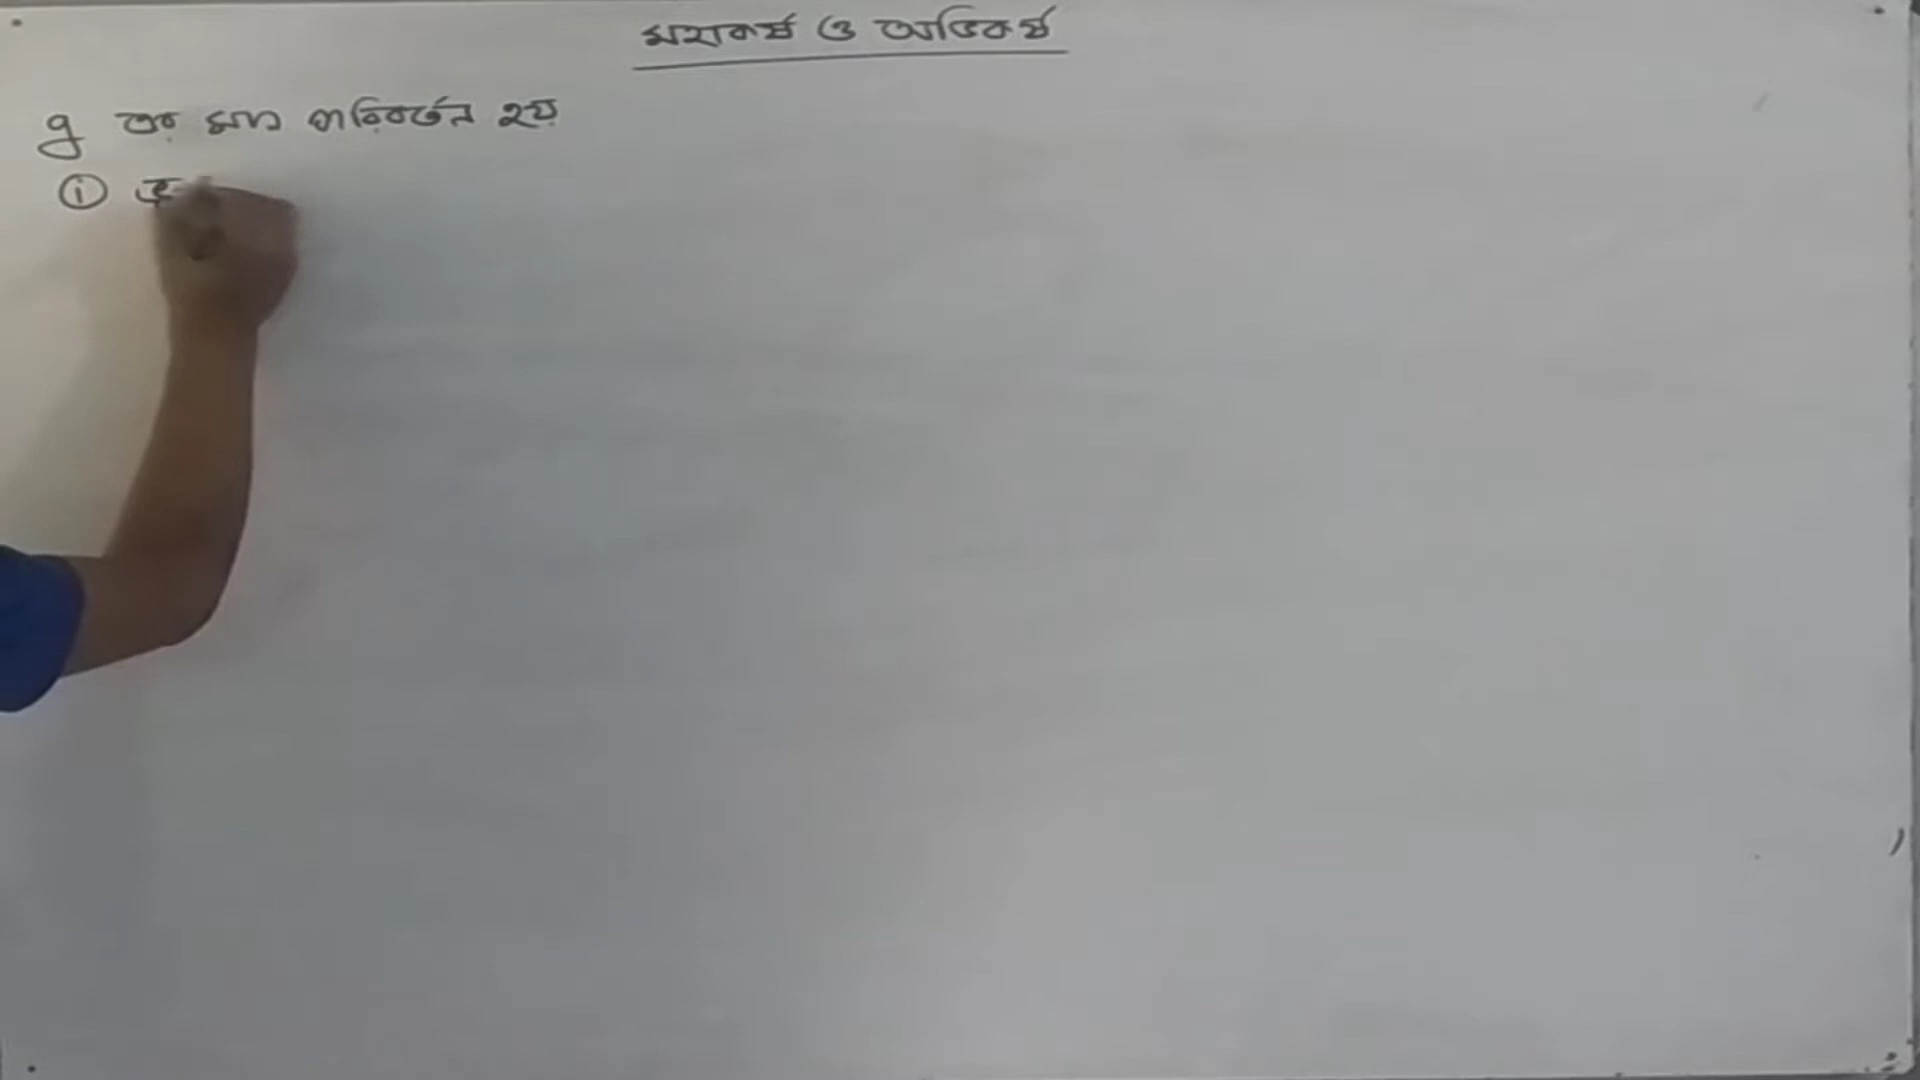 মহাকর্ষ ও অভিকর্ষ
g এর মান পরিবর্তন হয়
i ভূ